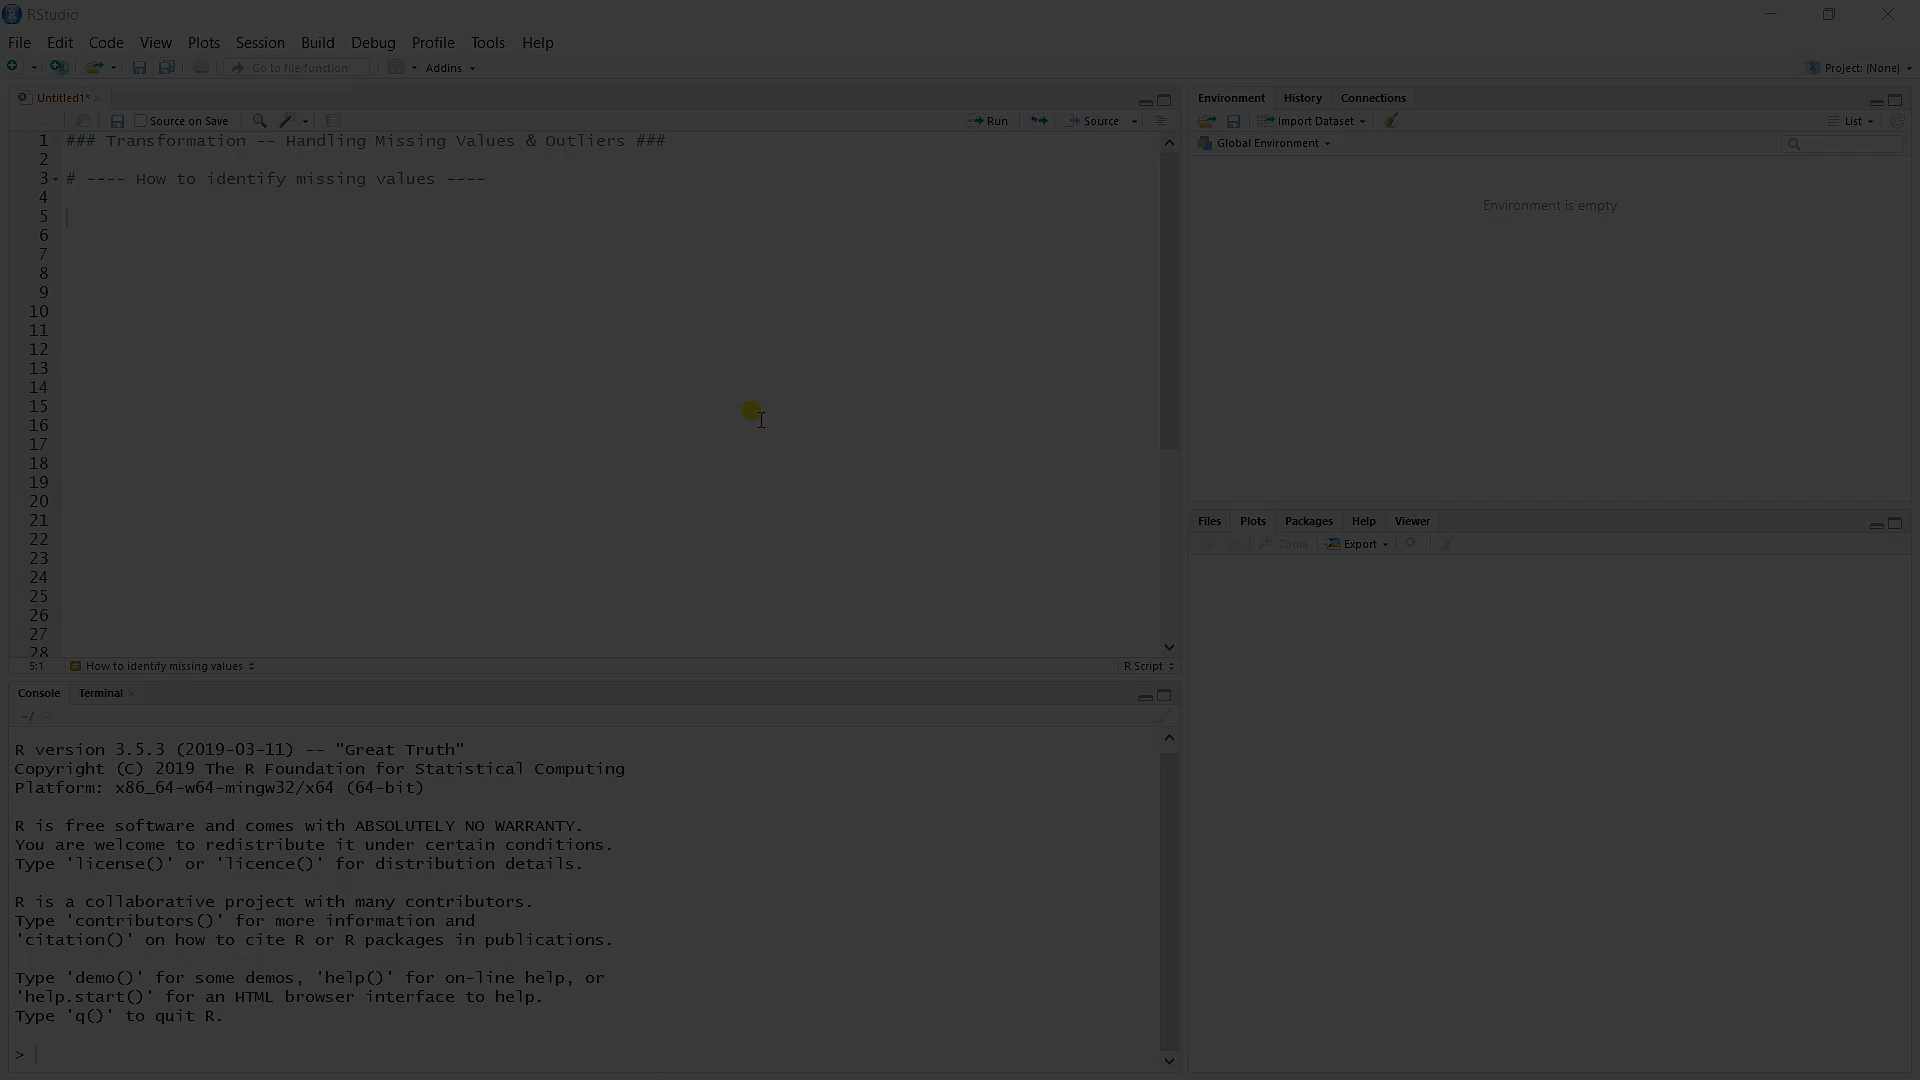 RStudio
File Edit Code View Plots Session Build Debug Profile Tools Help
Go to file/function Addins Project: (None)
Untitled1*
Source on Save Run Source
1 ### Transformation -- Handling Missing Values & Outliers ###
2
3 # ---- How to identify missing values ----
4
5
6
7
8
9
10
11
12
13
14
15
16
17
18
19
20
21
22
23
24
25
26
27
28
5:1 How to identify missing values R Script
Console Terminal
~/
R version 3.5.3 (2019-03-11) -- "Great Truth"
Copyright (C) 2019 The R Foundation for Statistical Computing
Platform: x86_64-w64-mingw32/x64 (64-bit)
R is free software and comes with ABSOLUTELY NO WARRANTY.
You are welcome to redistribute it under certain conditions.
Type 'license()' or 'licence()' for distribution details.
R is a collaborative project with many contributors.
Type 'contributors()' for more information and
'citation()' on how to cite R or R packages in publications.
Type 'demo()' for some demos, 'help()' for on-line help, or
'help.start()' for an HTML browser interface to help.
Type 'q()' to quit R.
>
Environment History Connections
Import Dataset List
Global Environment
Environment is empty
Files Plots Packages Help Viewer
Zoom Export